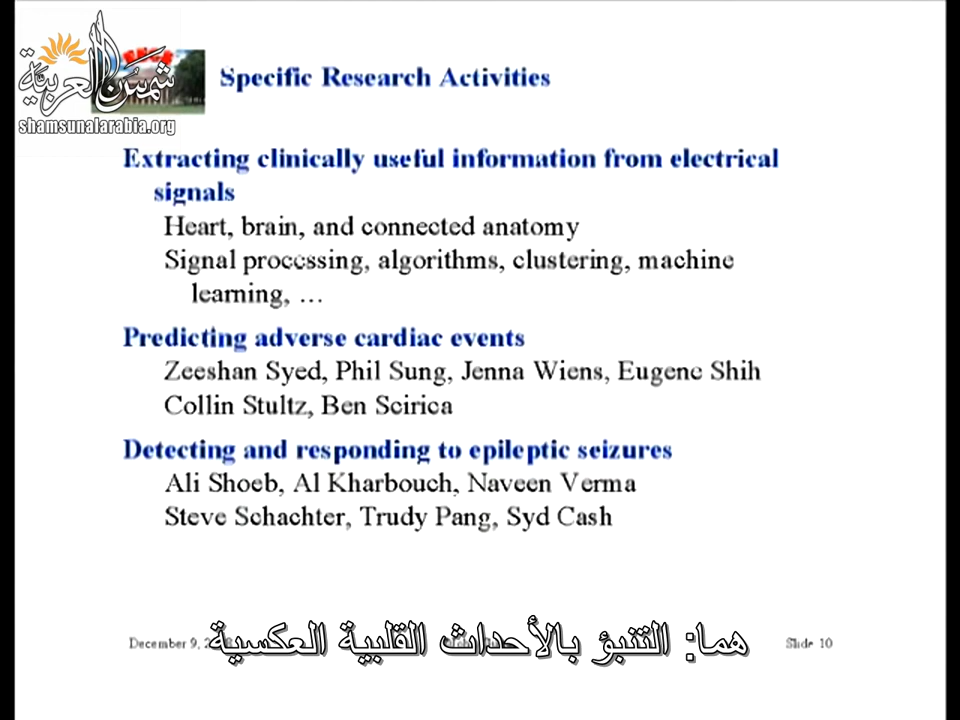 شمس العربية
shamsunalarabia.org
Specific Research Activities
Extracting clinically useful information from electrical
signals
Heart, brain, and connected anatomy
Signal processing, algorithms, clustering, machine
learning, …
Predicting adverse cardiac events
Zeeshan Syed, Phil Sung, Jenna Wiens, Eugene Shih
Collin Stultz, Ben Scirica
Detecting and responding to epileptic seizures
Ali Shoeb, Al Kharbouch, Naveen Verma
Steve Schachter, Trudy Pang, Syd Cash
هما: التنبؤ بالأحداث القلبية العكسية
December 9,
Slide 10